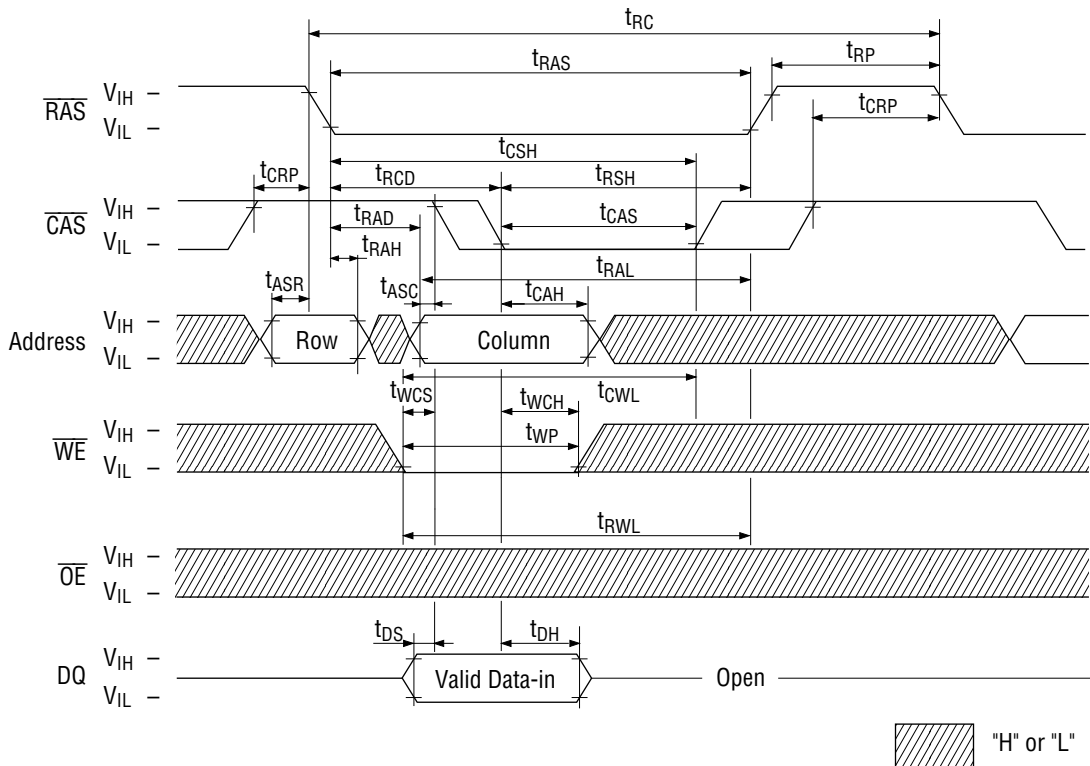 tRC
tRP
tRAS
RAS VIH –
VIL –
tCRP
tCSH
tCRP tRCD tRSH
CAS VIH –
VIL –
tCAS
tRAD
tRAH
tRAL
tASR tASC tCAH
Address VIH –
VIL –
Row Column
tWCS tCWL
tWCH
WE VIH –
VIL –
tWP
tRWL
OE VIH –
VIL –
tDS tDH
DQ VIH –
VIL –
Valid Data-in Open
"H" or "L"